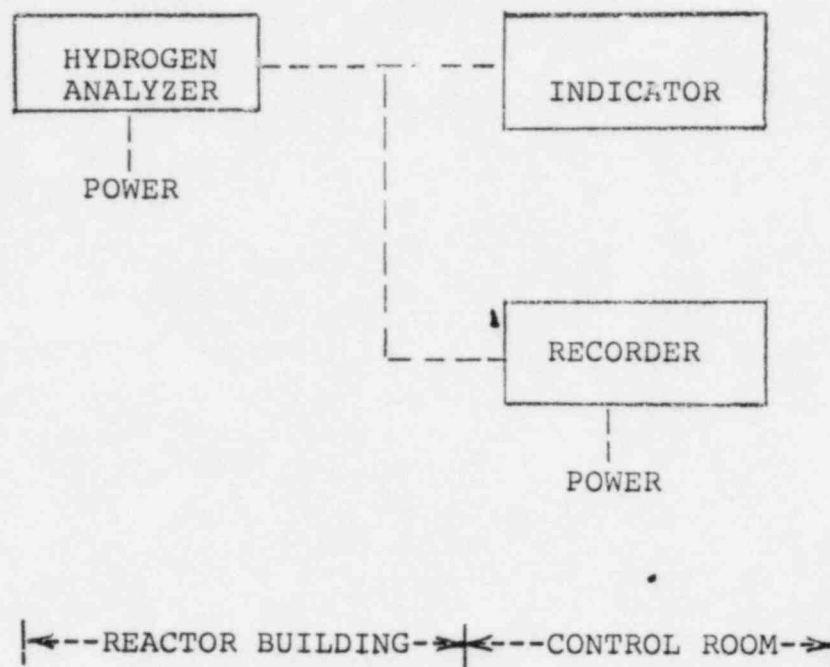 HYDROGEN
ANALYZER
INDICATOR
POWER
RECORDER
POWER
REACTOR BUILDING
CONTROL ROOM